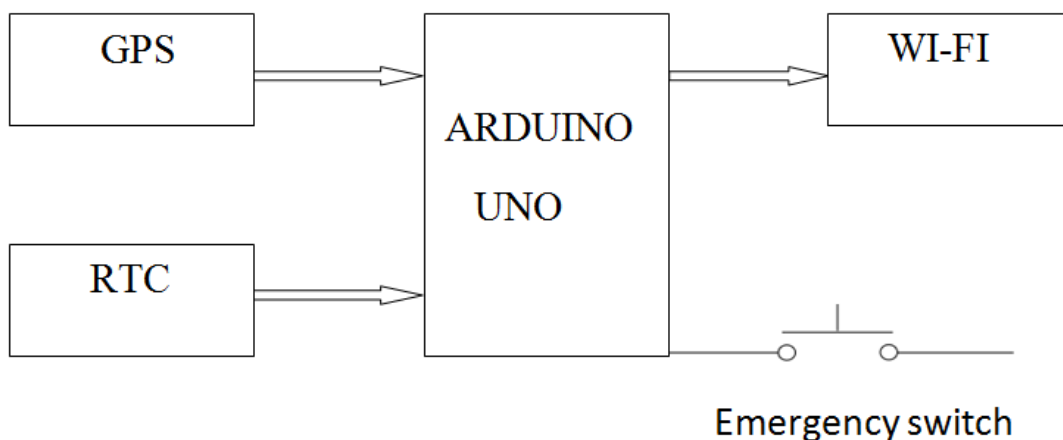 GPS
WI-FI
ARDUINO
UNO
RTC
Emergency switch